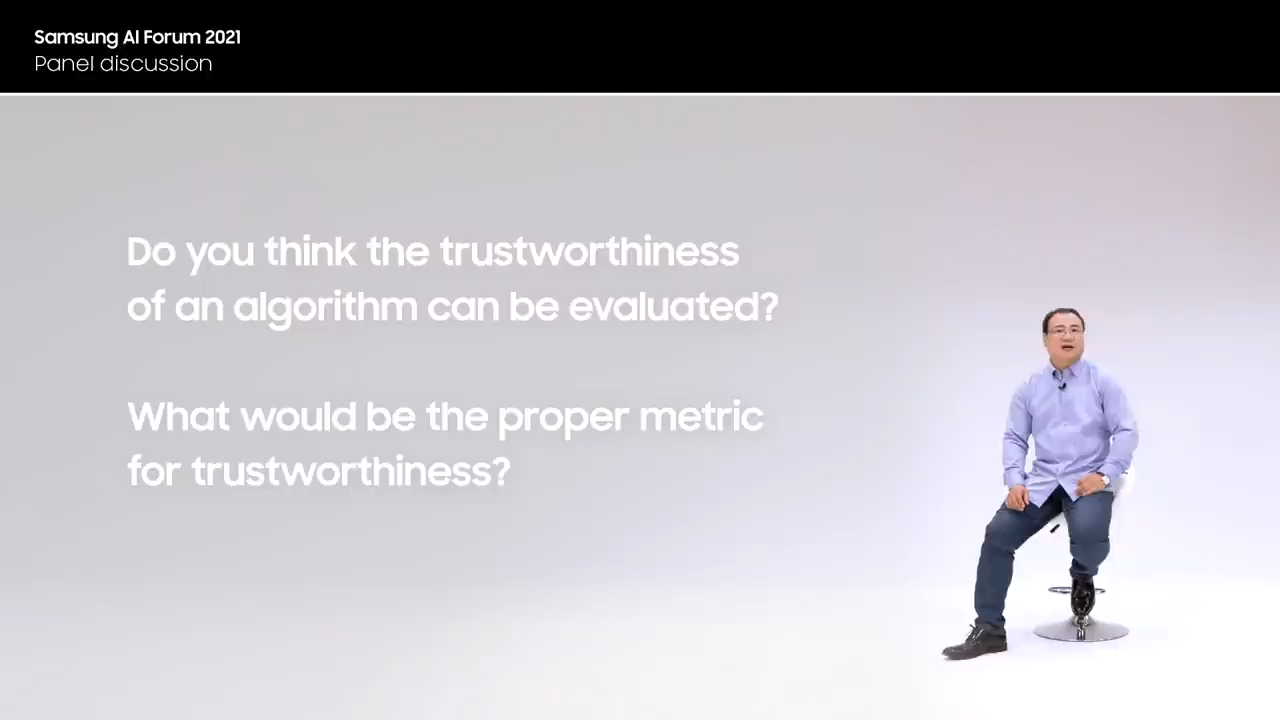 Samsung AI Forum 2021
Panel discussion
Do you think the trustworthiness
of an algorithm can be evaluated?
What would be the proper metric
for trustworthiness?